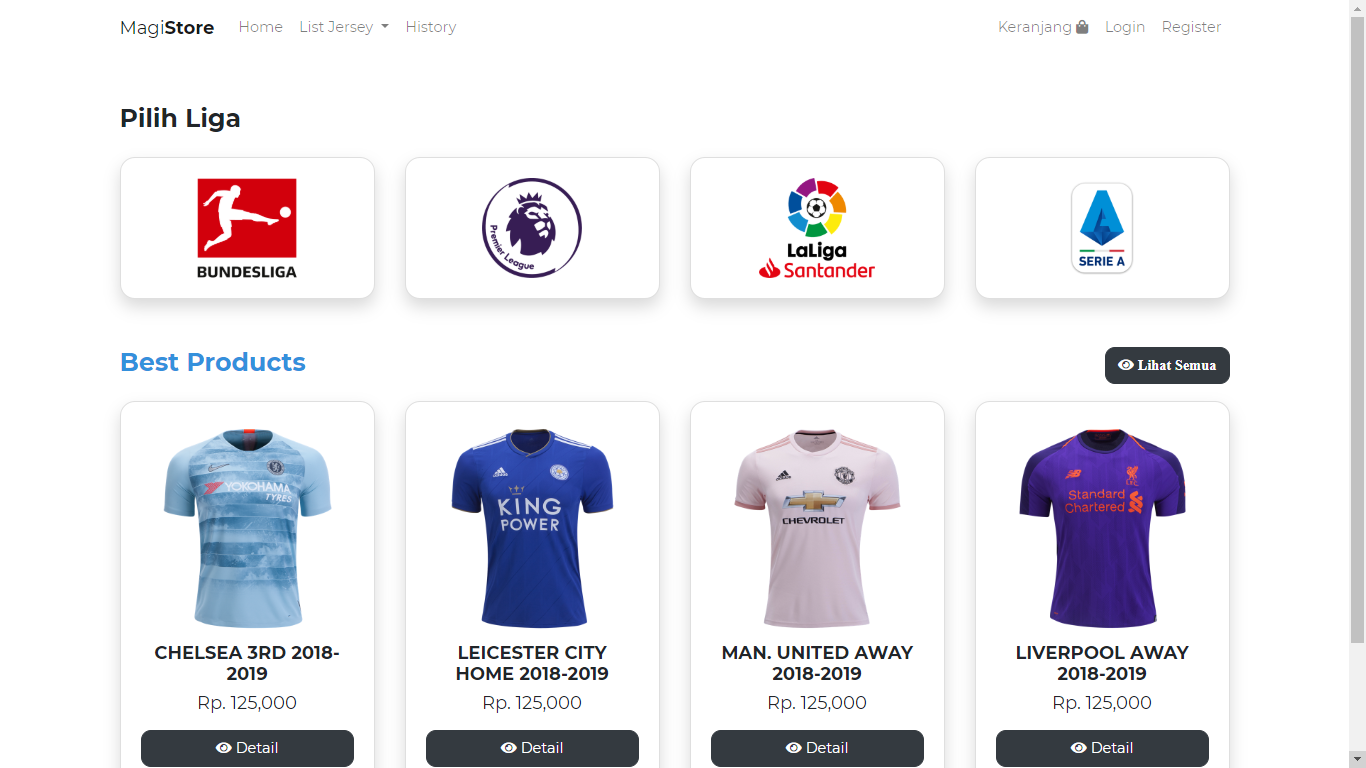 MagiStore Home List Jersey History Keranjang Login Register
Pilih Liga
BUNDESLIGA
Premier League
LaLiga
Santander
SERIE A
Best Products
Lihat Semua
YOKOHAMA
TYRES
adidas
KING
POWER
adidas
CHEVROLET
L.F.C.
Standard
Chartered
CHELSEA 3RD 2018-
2019
LEICESTER CITY
HOME 2018-2019
MAN. UNITED AWAY
2018-2019
LIVERPOOL AWAY
2018-2019
Rp. 125,000
Rp. 125,000
Rp. 125,000
Rp. 125,000
Detail
Detail
Detail
Detail